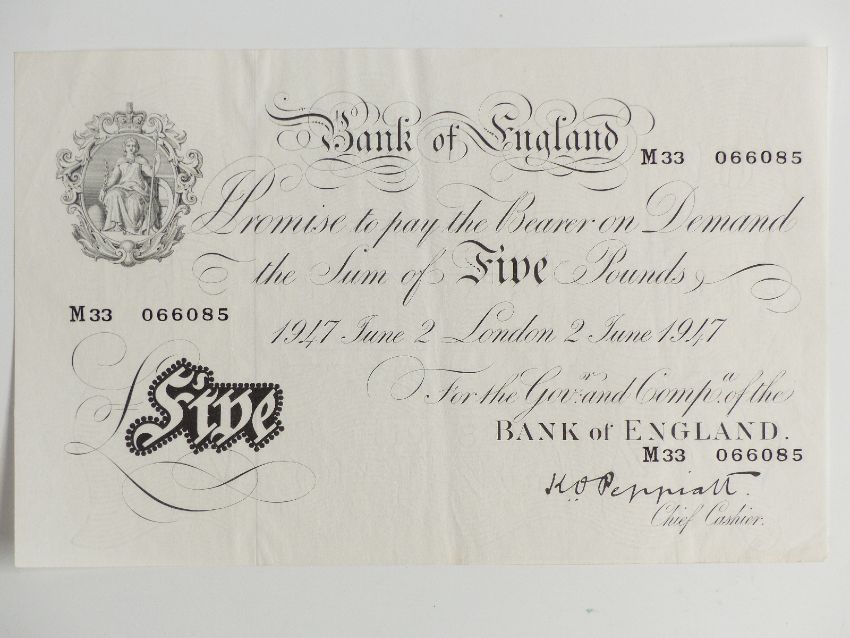 Bank of England
M33 066085
I Promise to pay the Bearer on Demand
the Sum of Five Pounds
M33 066085
1947 June 2 London 2 June 1947
£ Five
For the Govr. and Compa. of the
BANK of ENGLAND.
M33 066085
K O Peppiatt.
Chief Cashier.